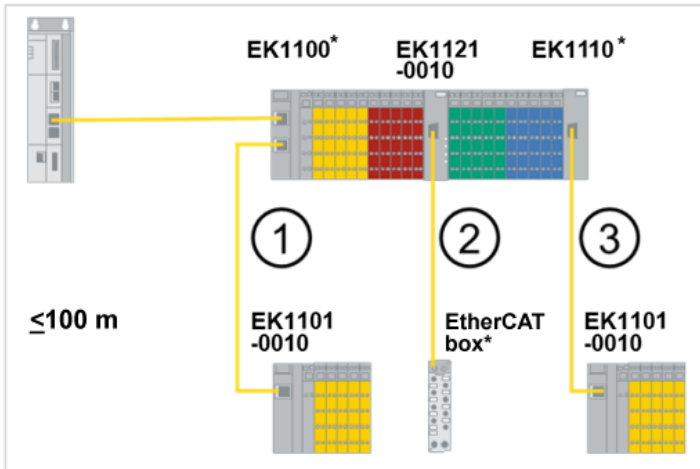 EK1100*
EK1121
-0010
EK1110*
1
2
3
≤100 m
EK1101
-0010
EtherCAT
box*
EK1101
-0010